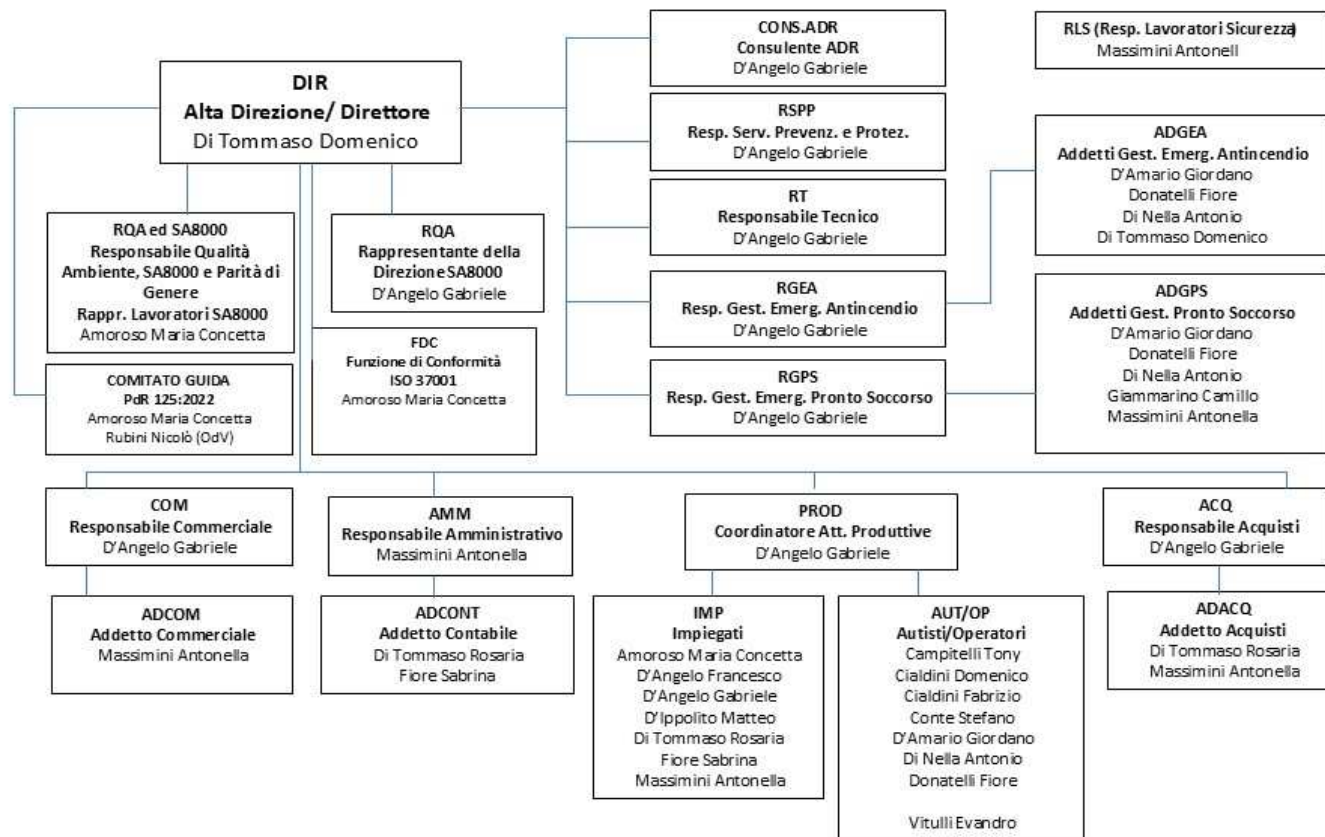 CONS.ADR
Consulente ADR
D'Angelo Gabriele
RLS (Resp. Lavoratori Sicurezza)
Massimini Antonell
DIR
Alta Direzione/ Direttore
Di Tommaso Domenico
RSPP
Resp. Serv. Prevenz. e Protez.
D'Angelo Gabriele
ADGEA
Addetti Gest. Emerg. Antincendio
D'Amario Giordano
Donatelli Fiore
Di Nella Antonio
Di Tommaso Domenico
RT
Responsabile Tecnico
D'Angelo Gabriele
RQA ed SA8000
Responsabile Qualità
Ambiente, SA8000 e Parità di
Genere
Rappr. Lavoratori SA8000
Amoroso Maria Concetta
RQA
Rappresentante della
Direzione SA8000
D'Angelo Gabriele
RGEA
Resp. Gest. Emerg. Antincendio
D'Angelo Gabriele
ADGPS
Addetti Gest. Pronto Soccorso
D'Amario Giordano
Donatelli Fiore
Di Nella Antonio
Giammarino Camillo
Massimini Antonella
FDC
Funzione di Conformità
ISO 37001
Amoroso Maria Concetta
RGPS
Resp. Gest. Emerg. Pronto Soccorso
D'Angelo Gabriele
COMITATO GUIDA
PdR 125:2022
Amoroso Maria Concetta
Rubini Nicolò (OdV)
COM
Responsabile Commerciale
D'Angelo Gabriele
AMM
Responsabile Amministrativo
Massimini Antonella
PROD
Coordinatore Att. Produttive
D'Angelo Gabriele
ACQ
Responsabile Acquisti
D'Angelo Gabriele
ADCOM
Addetto Commerciale
Massimini Antonella
ADCONT
Addetto Contabile
Di Tommaso Rosaria
Fiore Sabrina
IMP
Impiegati
Amoroso Maria Concetta
D'Angelo Francesco
D'Angelo Gabriele
D'Ippolito Matteo
Di Tommaso Rosaria
Fiore Sabrina
Massimini Antonella
AUT/OP
Autisti/Operatori
Campitelli Tony
Cialdini Domenico
Cialdini Fabrizio
Conte Stefano
D'Amario Giordano
Di Nella Antonio
Donatelli Fiore
Vitulli Evandro
ADACQ
Addetto Acquisti
Di Tommaso Rosaria
Massimini Antonella